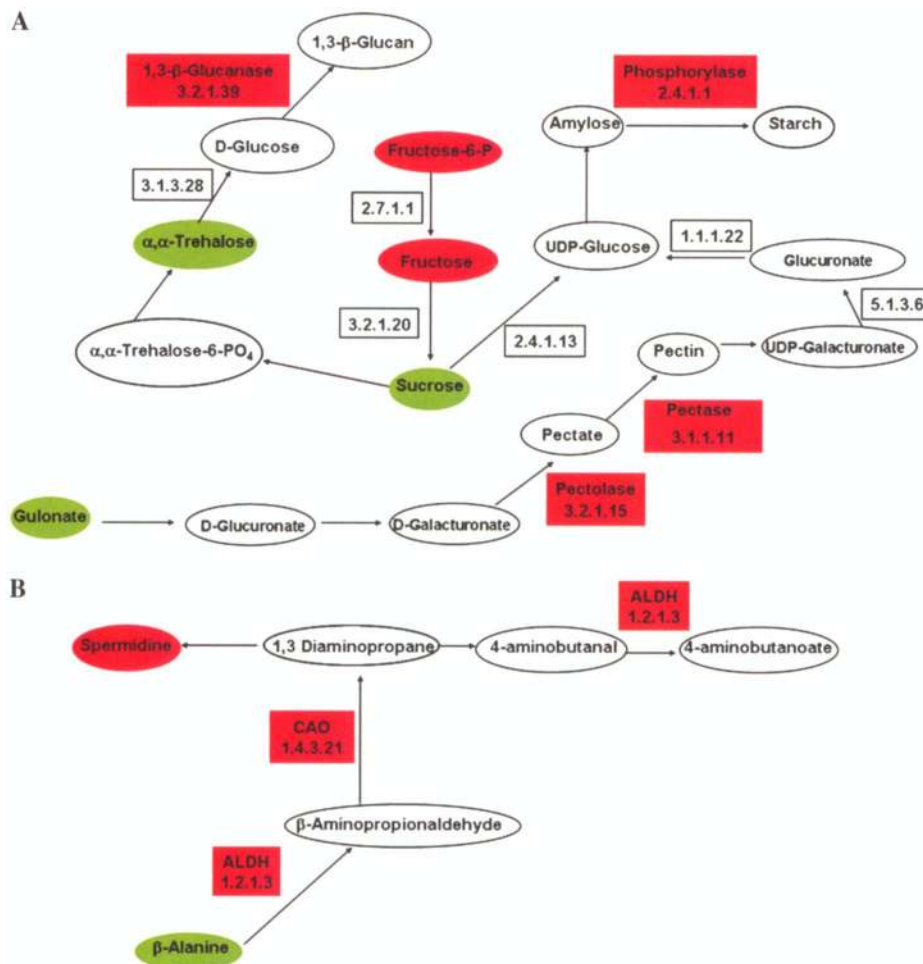 A
1,3-β-Glucan
1,3-β-Glucanase
3.2.1.39
Phosphorylase
2.4.1.1
Amylose
Starch
D-Glucose
Fructose-6-P
3.1.3.28
2.7.1.1
α,α-Trehalose
UDP-Glucose
1.1.1.22
Fructose
Glucuronate
3.2.1.20
5.1.3.6
α,α-Trehalose-6-PO4
2.4.1.13
Pectin
UDP-Galacturonate
Sucrose
Pectate
Pectase
3.1.1.11
Pectolase
3.2.1.15
Gulonate
D-Glucuronate
D-Galacturonate
B
ALDH
1.2.1.3
Spermidine
1,3 Diaminopropane
4-aminobutanal
4-aminobutanoate
CAO
1.4.3.21
β-Aminopropionaldehyde
ALDH
1.2.1.3
β-Alanine